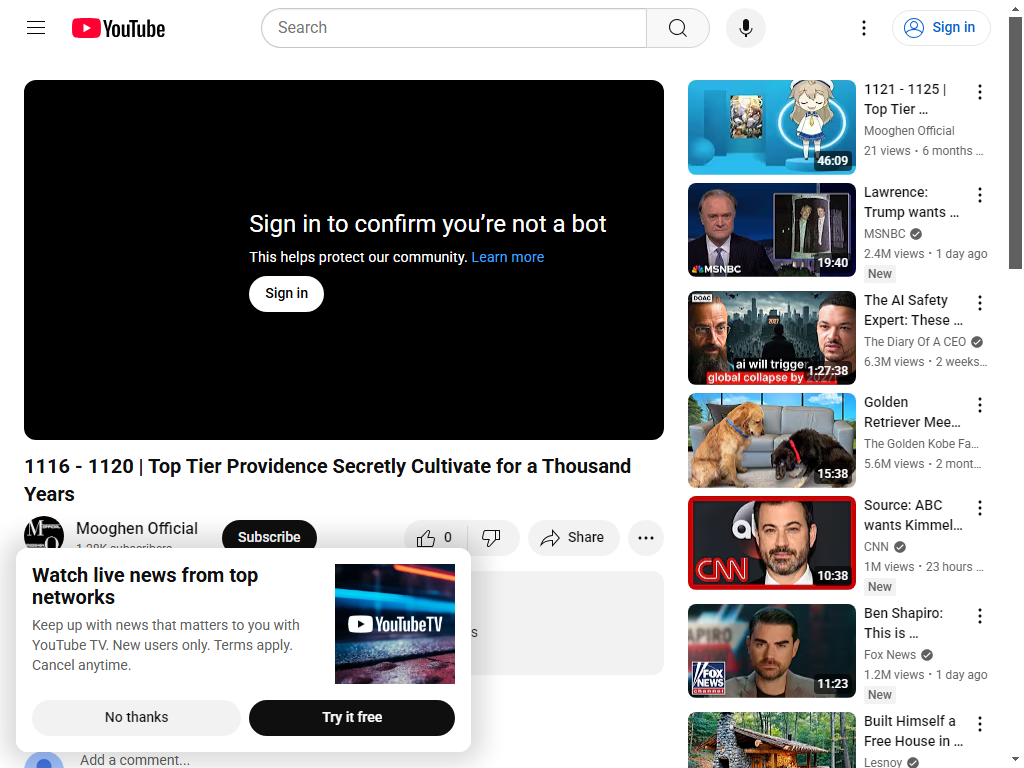 YouTube
Search
Sign in
Sign in to confirm you’re not a bot
This helps protect our community. Learn more
Sign in
1116 - 1120 | Top Tier Providence Secretly Cultivate for a Thousand
Years
Mooghen Official
Subscribe
0
Share
Watch live news from top
networks
Keep up with news that matters to you with
YouTube TV. New users only. Terms apply.
Cancel anytime.
YouTubeTV
No thanks
Try it free
Add a comment...
1121 - 1125 |
Top Tier ...
Mooghen Official
21 views • 6 months ...
46:09
Lawrence:
Trump wants ...
MSNBC
2.4M views • 1 day ago
New
MSNBC
19:40
The AI Safety
Expert: These ...
The Diary Of A CEO
6.3M views • 2 weeks...
DOAC
2027
ai will trigger
global collapse by 2027
1:27:38
Golden
Retriever Mee...
The Golden Kobe Fa...
5.6M views • 2 mont...
15:38
Source: ABC
wants Kimmel...
CNN
1M views • 23 hours ...
New
CNN
10:38
Ben Shapiro:
This is ...
Fox News
1.2M views • 1 day ago
New
FOX
NEWS
channel
11:23
Built Himself a
Free House in ...
Lesnoy